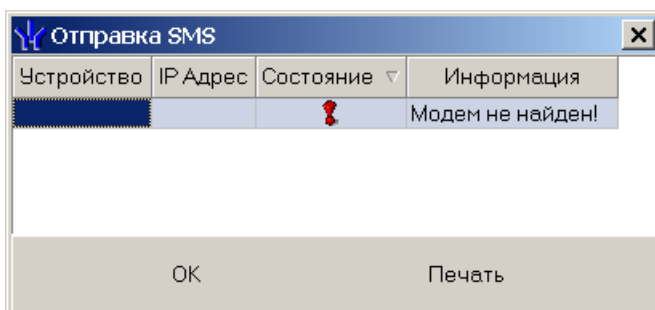 Отправка SMS
Устройство IP Адрес Состояние Информация
Модем не найден!
OK Печать